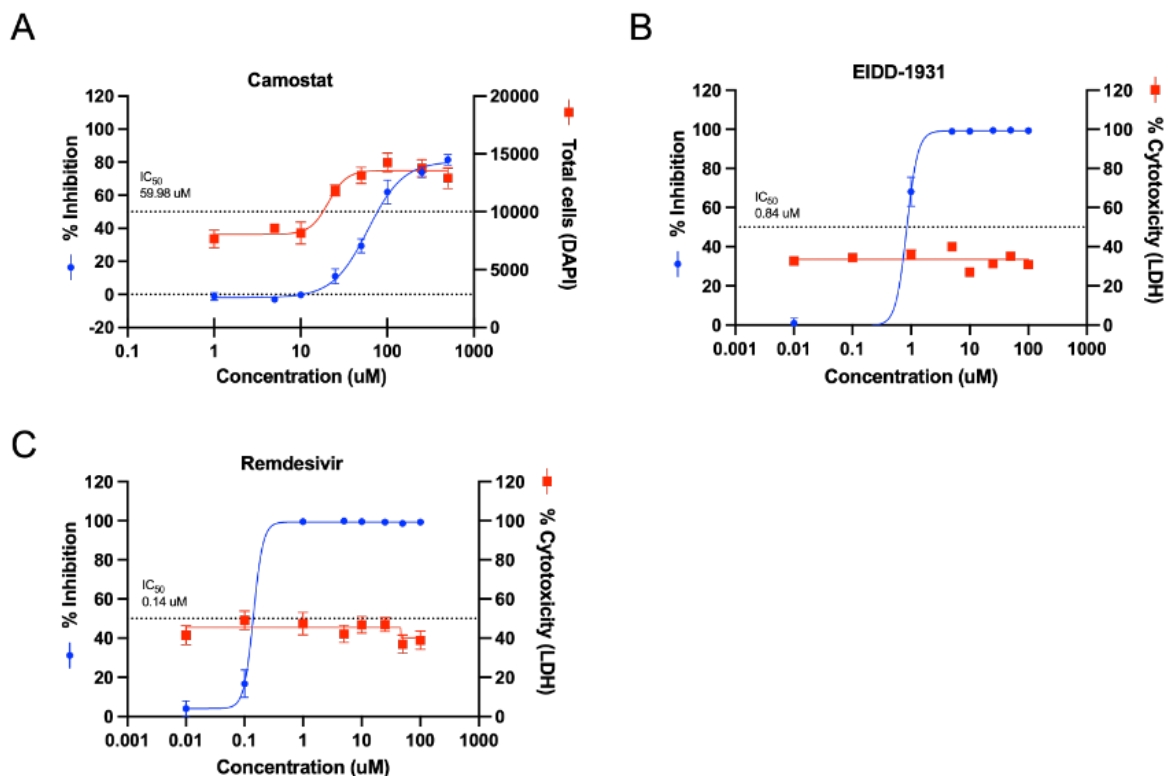 A
Camostat
120
100
80
60
40
20
0
-20
% Inhibition
IC50
59.98 uM
20000
15000
10000
5000
0
Total cells (DAPI)
0.1
1
10
100
1000
Concentration (uM)
B
EIDD-1931
120
100
80
60
40
20
0
% Inhibition
IC50
0.84 uM
120
100
80
60
40
20
0
% Cytotoxicity (LDH)
0.001
0.01
0.1
1
10
100
1000
Concentration (uM)
C
Remdesivir
120
100
80
60
40
20
0
% Inhibition
IC50
0.14 uM
120
100
80
60
40
20
0
% Cytotoxicity (LDH)
0.001
0.01
0.1
1
10
100
1000
Concentration (uM)